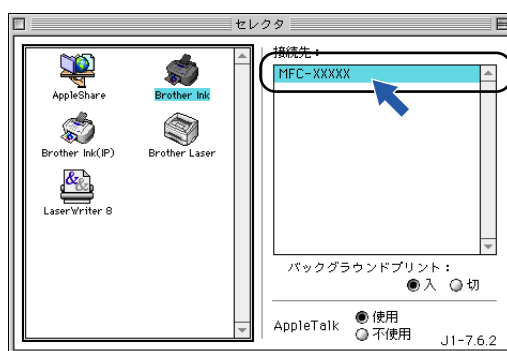 セレクタ
AppleShare
Brother Ink
Brother Ink(IP)
Brother Laser
LaserWriter 8
接続先：
MFC-XXXXX
バックグラウンドプリント：
入 切
AppleTalk
使用
不使用
J1-7.6.2